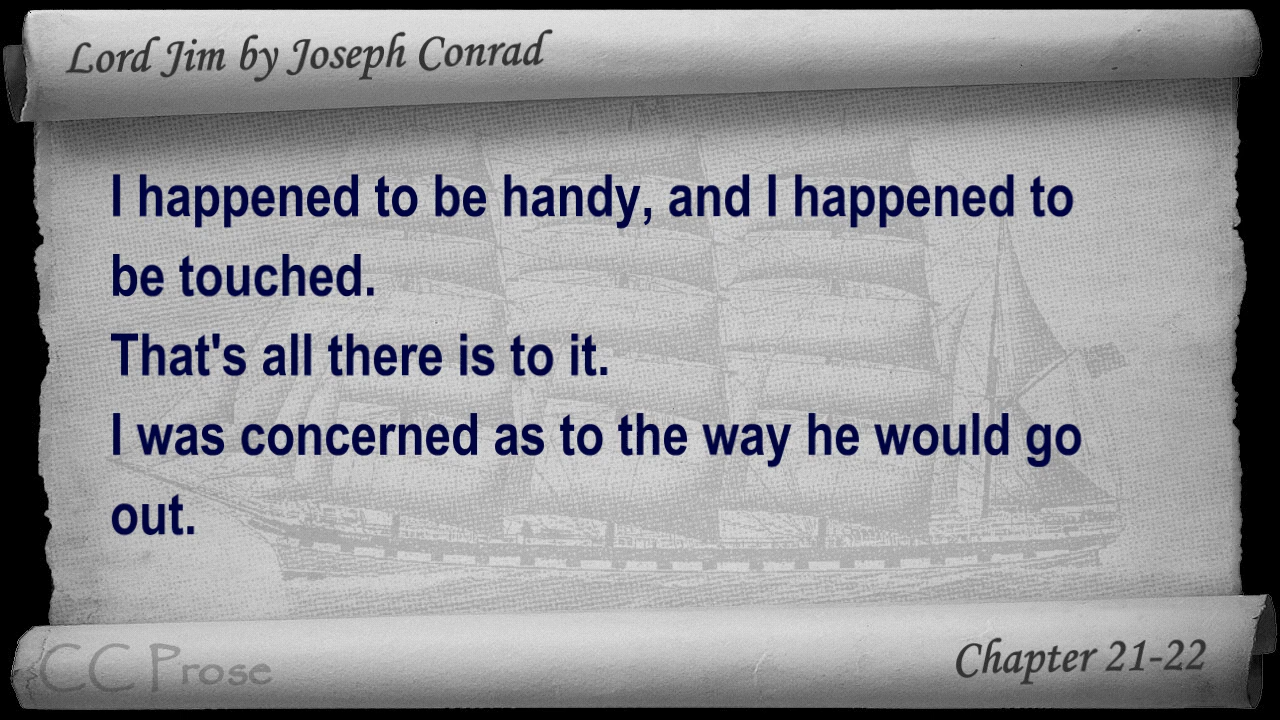 Lord Jim by Joseph Conrad
I happened to be handy, and I happened to
be touched.
That's all there is to it.
I was concerned as to the way he would go
out.
CC Prose
Chapter 21-22